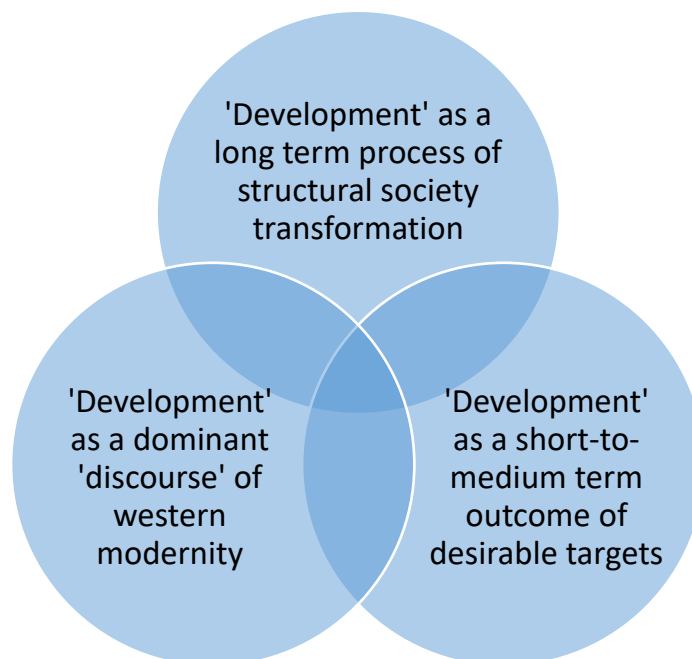 'Development' as a
long term process of
structural society
transformation
'Development'
as a dominant
'discourse' of
western
modernity
'Development'
as a short-to-
medium term
outcome of
desirable targets